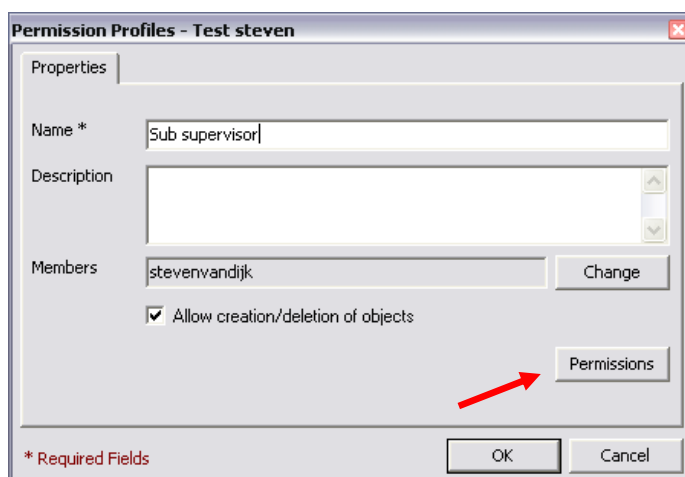 Permission Profiles - Test steven
Properties
Name *
Sub supervisor
Description
Members
stevenvandijk
Change
Allow creation/deletion of objects
Permissions
* Required Fields
OK
Cancel